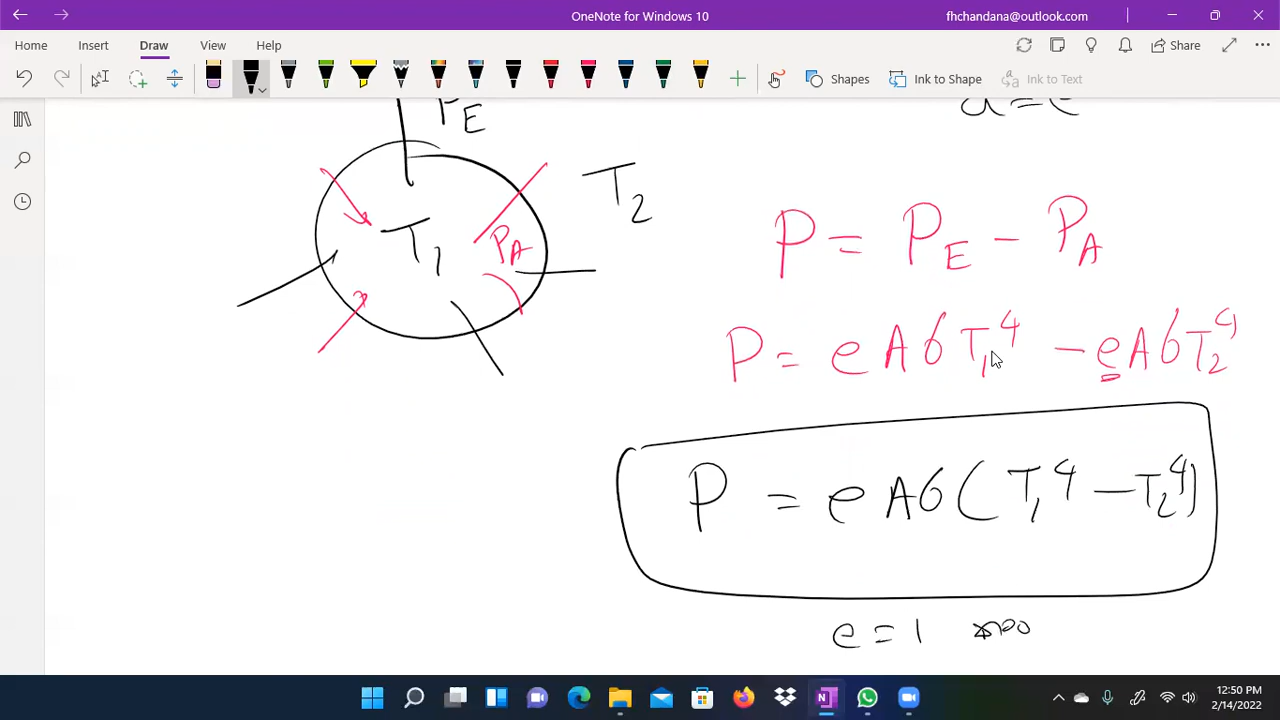 OneNote for Windows 10
fhchandana@outlook.com
Home Insert Draw View Help
Share
Shapes Ink to Shape Ink to Text
P_E
a=e
T_2
T_1
P_A
P = P_E - P_A
P = eAσT_1^4 - eAσT_2^4
P = eAσ(T_1^4 - T_2^4)
e = 1
12:50 PM
2/14/2022